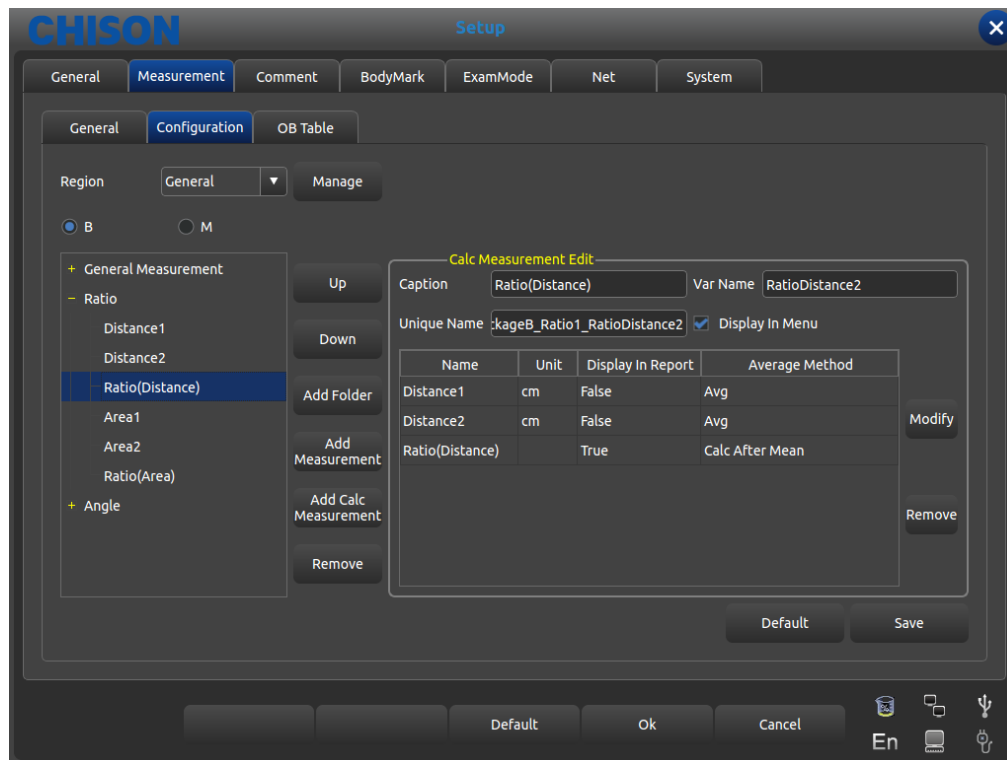 CHISON
Setup
General Measurement Comment BodyMark ExamMode Net System
General Configuration OB Table
Region General Manage
B M
+ General Measurement
− Ratio
Distance1
Distance2
Ratio(Distance)
Area1
Area2
Ratio(Area)
+ Angle
Up
Down
Add Folder
Add
Measurement
Add Calc
Measurement
Remove
Calc Measurement Edit
Caption Ratio(Distance) Var Name RatioDistance2
Unique Name kageB_Ratio1_RatioDistance2 Display In Menu
Name Unit Display In Report Average Method
Distance1 cm False Avg
Distance2 cm False Avg
Ratio(Distance) True Calc After Mean
Modify
Remove
Default Save
Default Ok Cancel
En